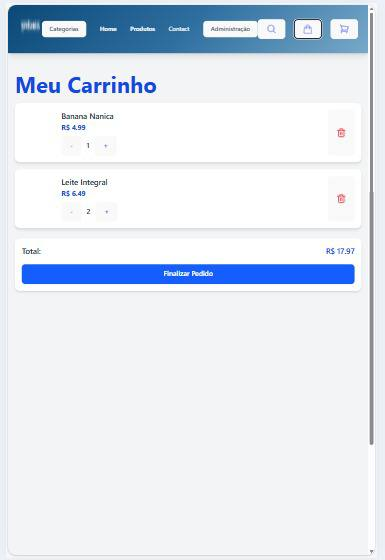 Categorias Home Produtos Contact Administração
Meu Carrinho
Banana Nanica
R$ 4.99
- 1 +
Leite Integral
R$ 6.49
- 2 +
Total: R$ 17.97
Finalizar Pedido